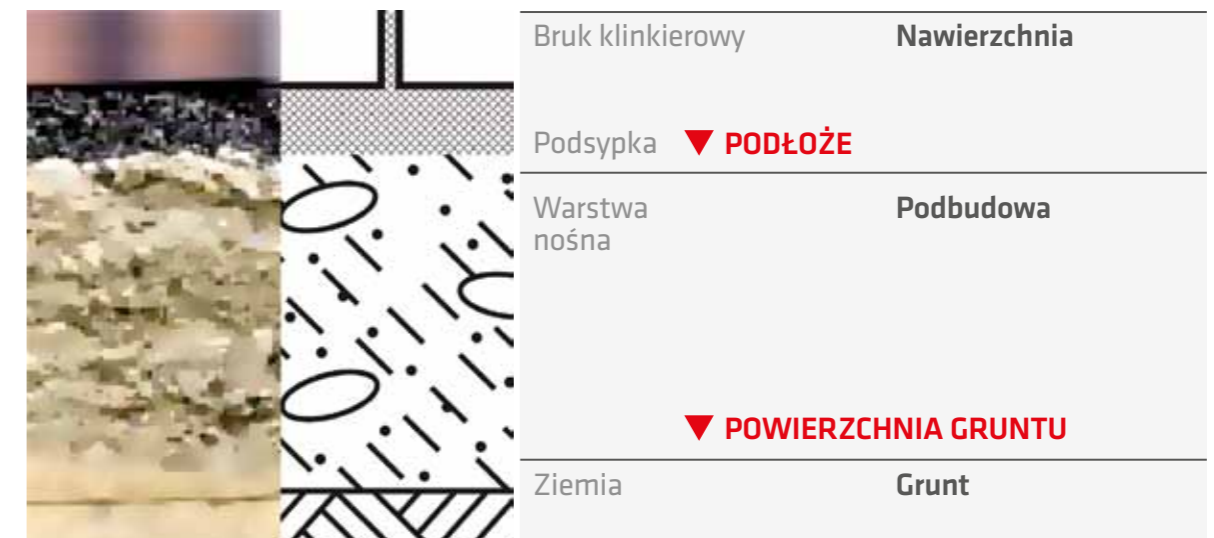 Bruk klinkierowy Nawierzchnia
Podsypka ▼ PODŁOŻE
Warstwa Podbudowa
nośna
▼ POWIERZCHNIA GRUNTU
Ziemia Grunt